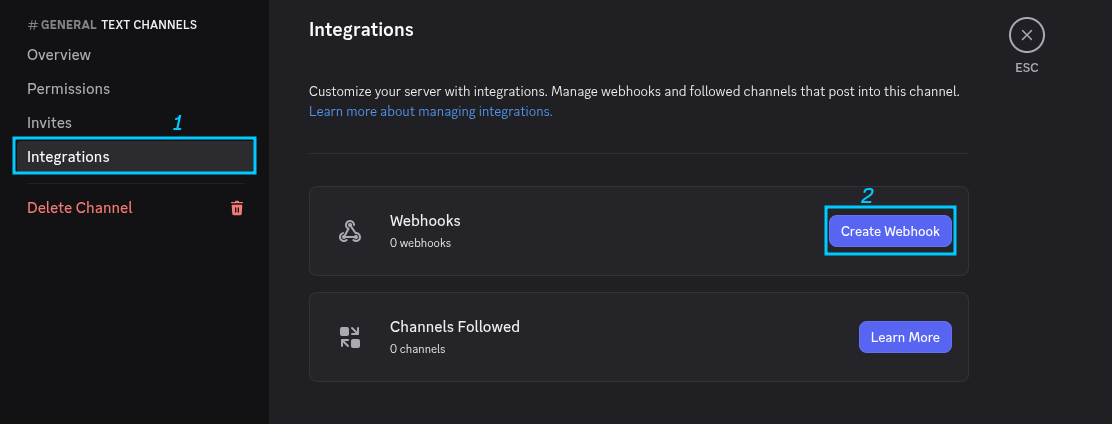 # GENERAL TEXT CHANNELS
Overview
Permissions
Invites
1
Integrations
Delete Channel
Integrations
ESC
Customize your server with integrations. Manage webhooks and followed channels that post into this channel.
Learn more about managing integrations.
2
Webhooks
0 webhooks
Create Webhook
Channels Followed
0 channels
Learn More